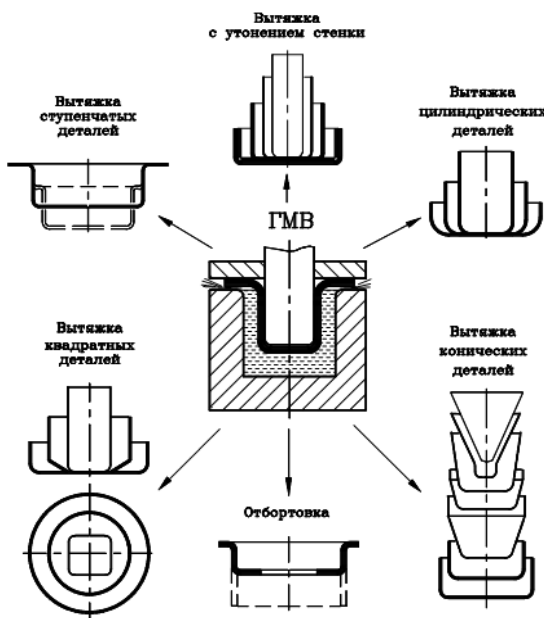 Вытяжка
с утонением стенки
Вытяжка
ступенчатых
деталей
Вытяжка
цилиндрических
деталей
ГМВ
Вытяжка
квадратных
деталей
Вытяжка
конических
деталей
Отбортовка